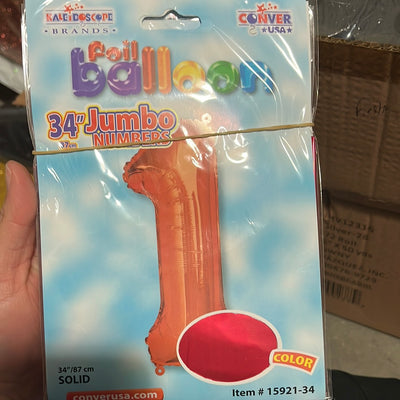 KALEIDOSCOPE
BRANDS
CONVER
USA
Foil
balloon
34" Jumbo
87cm NUMBERS
34"/87 cm
SOLID
COLOR
converusa.com
Item # 15921-34